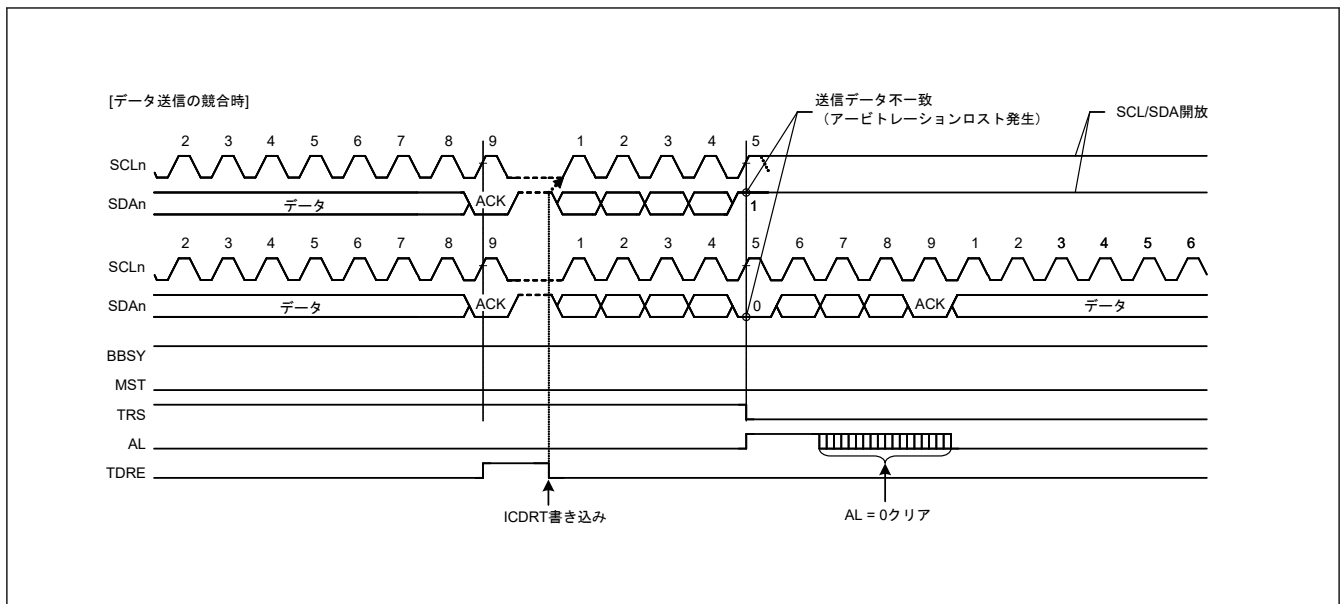 [データ送信の競合時]
送信データ不一致
（アービトレーションロスト発生）
SCL/SDA開放
2 3 4 5 6 7 8 9 1 2 3 4 5
SCLn
SDAn データ ACK 1
2 3 4 5 6 7 8 9 1 2 3 4 5 6 7 8 9 1 2 3 4 5 6
SCLn
SDAn データ ACK 0 ACK データ
BBSY
MST
TRS
AL
TDRE
ICDRT書き込み AL = 0クリア